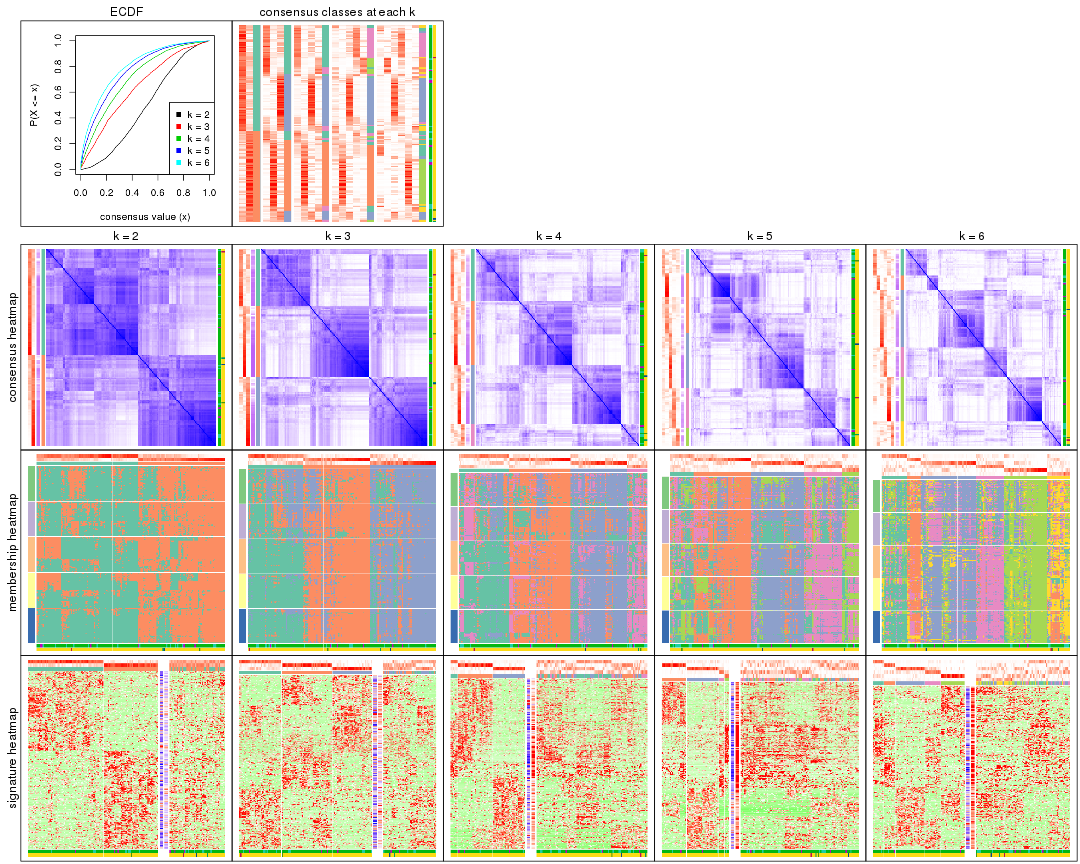 ECDF
consensus classes at each k
P(X <= x)
0.0 0.2 0.4 0.6 0.8 1.0
k = 2
k = 3
k = 4
k = 5
k = 6
0.0 0.2 0.4 0.6 0.8 1.0
consensus value (x)
k = 2
k = 3
k = 4
k = 5
k = 6
consensus heatmap
membership heatmap
signature heatmap